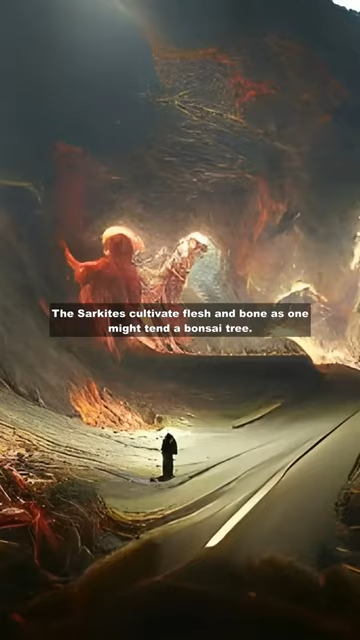 The Sarkites cultivate flesh and bone as one
might tend a bonsai tree.